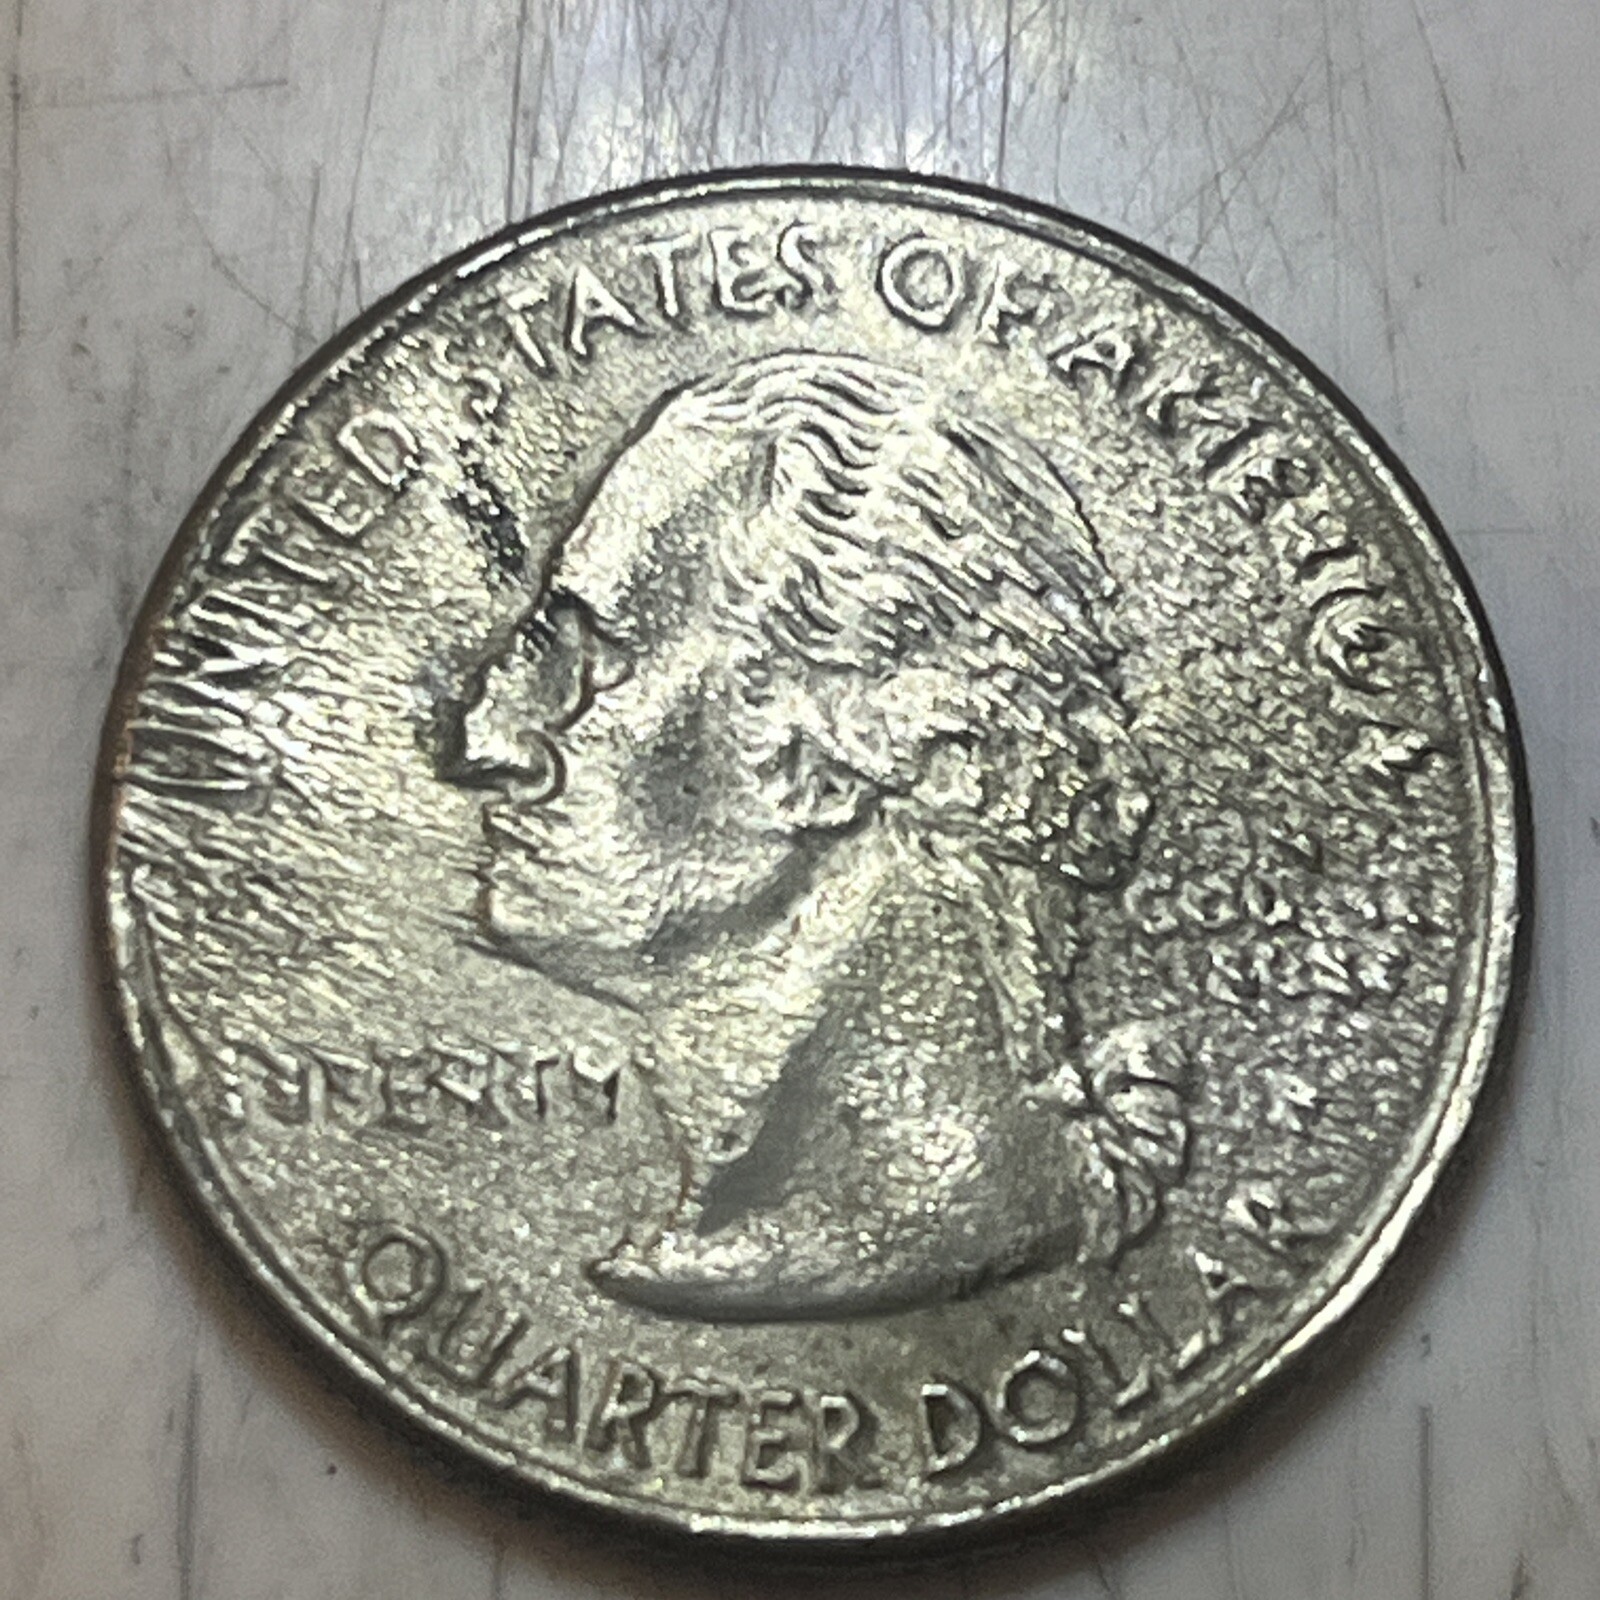 UNITED STATES OF AMERICA
LIBERTY
QUARTER DOLLAR